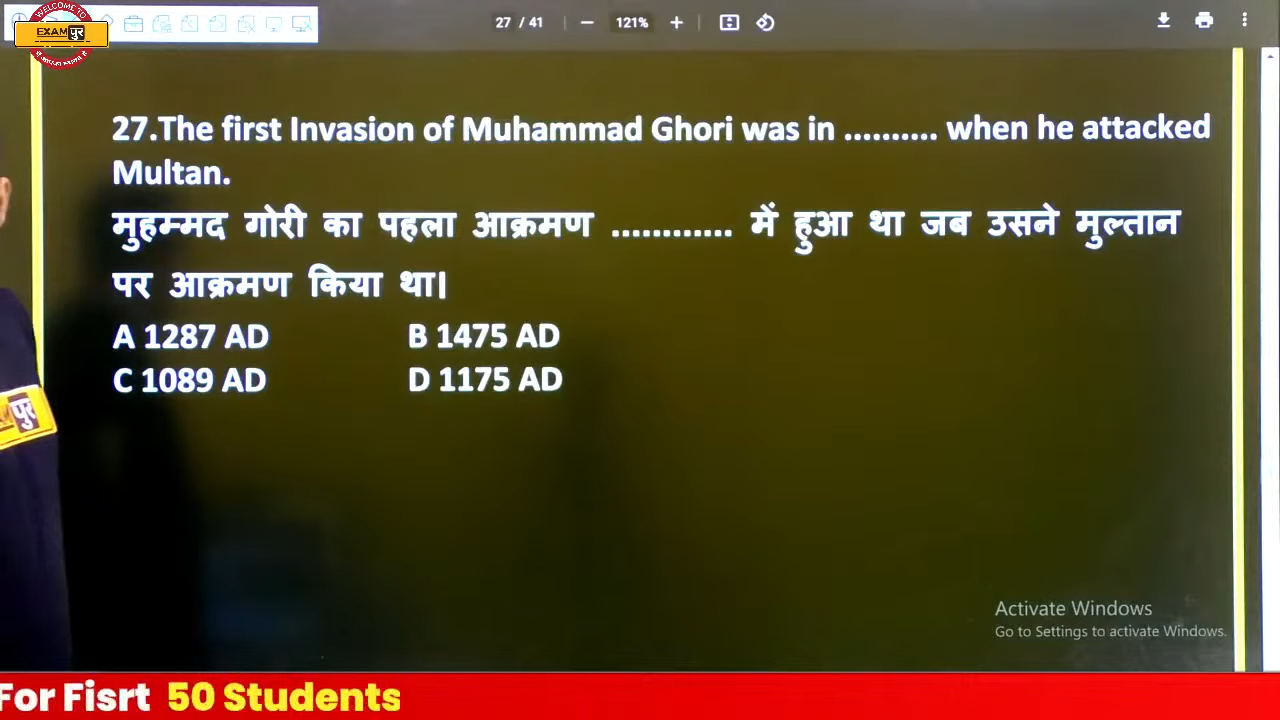 WELCOME TO
EXAMपुर
27 / 41
121%
27.The first Invasion of Muhammad Ghori was in .......... when he attacked
Multan.
मुहम्मद गोरी का पहला आक्रमण ............ में हुआ था जब उसने मुल्तान
पर आक्रमण किया था।
A 1287 AD B 1475 AD
C 1089 AD D 1175 AD
पुर
Activate Windows
Go to Settings to activate Windows.
For Fisrt 50 Students